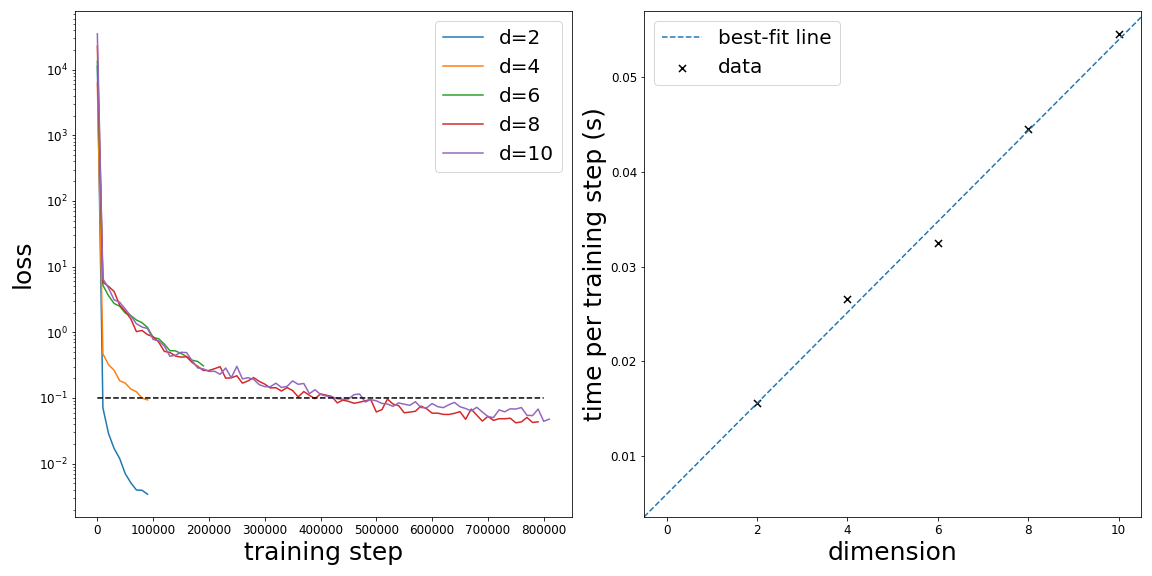 10^4
10^3
10^2
10^1
10^0
10^-1
10^-2
loss
0
100000
200000
300000
400000
500000
600000
700000
800000
training step
d=2
d=4
d=6
d=8
d=10
0.05
0.04
0.03
0.02
0.01
time per training step (s)
0
2
4
6
8
10
dimension
best-fit line
data